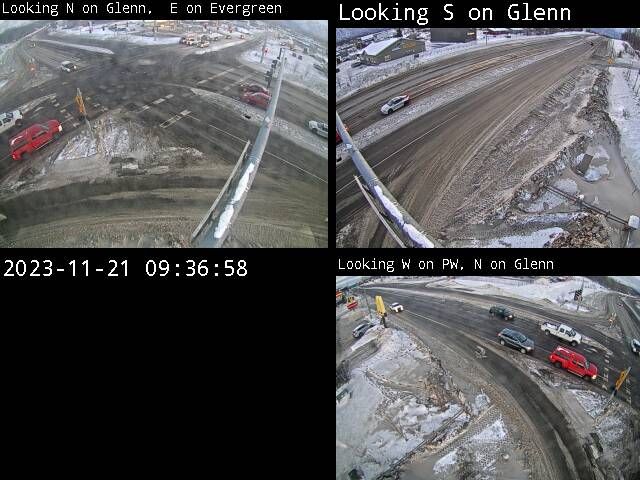 Looking N on Glenn,  E on Evergreen
Looking S on Glenn
2023-11-21 09:36:58
Looking W on PW, N on Glenn